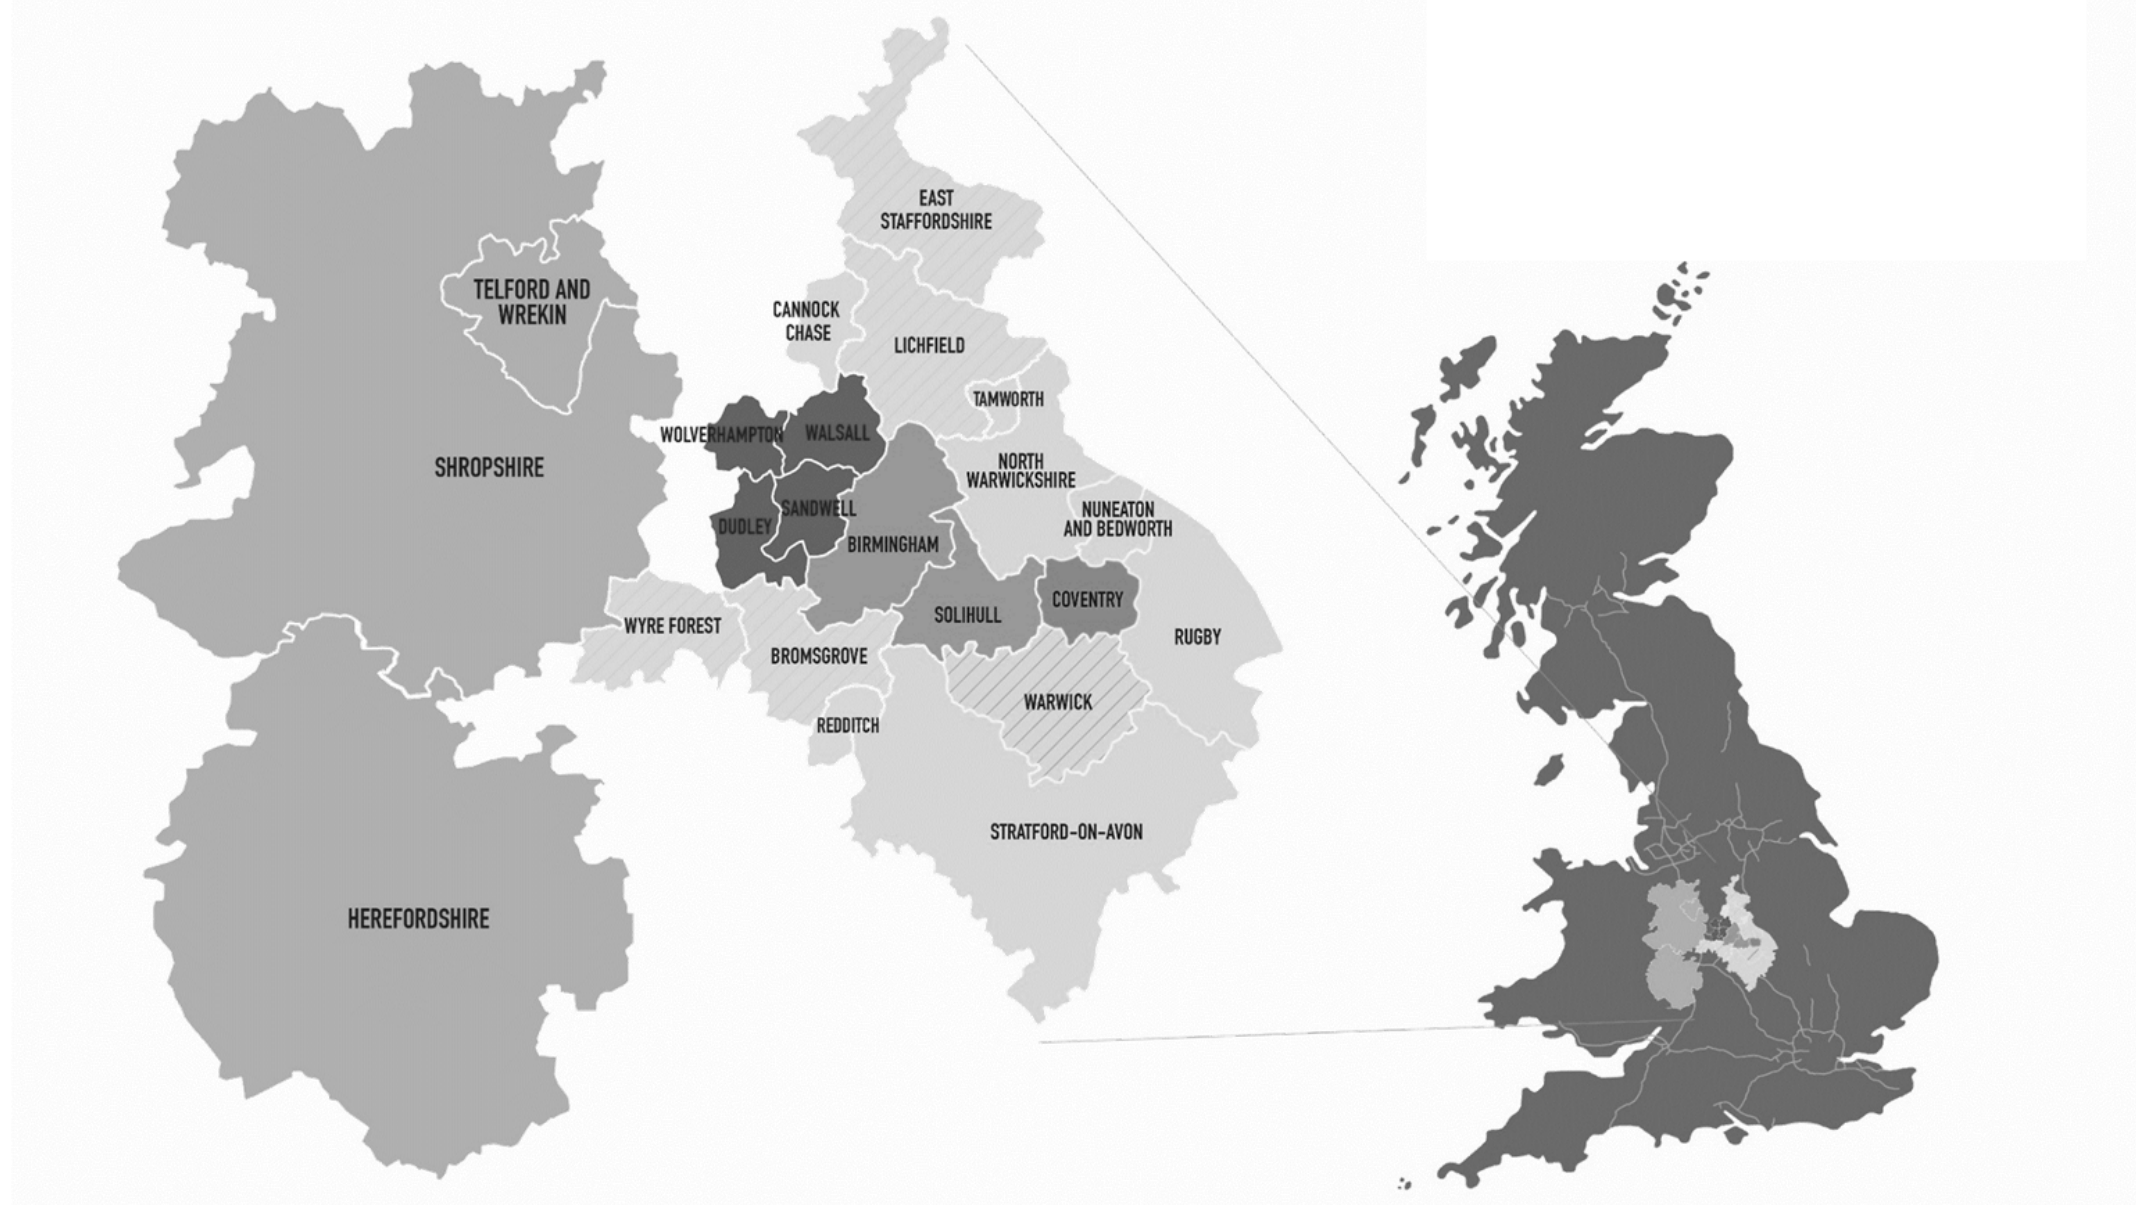 EAST
STAFFORDSHIRE
TELFORD AND
WREKIN
CANNOCK
CHASE
LICHFIELD
TAMWORTH
WOLVERHAMPTON
WALSALL
SHROPSHIRE
NORTH
WARWICKSHIRE
SANDWELL
DUDLEY
NUNEATON
AND BEDWORTH
BIRMINGHAM
COVENTRY
SOLIHULL
WYRE FOREST
RUGBY
BROMSGROVE
WARWICK
REDDITCH
STRATFORD-ON-AVON
HEREFORDSHIRE